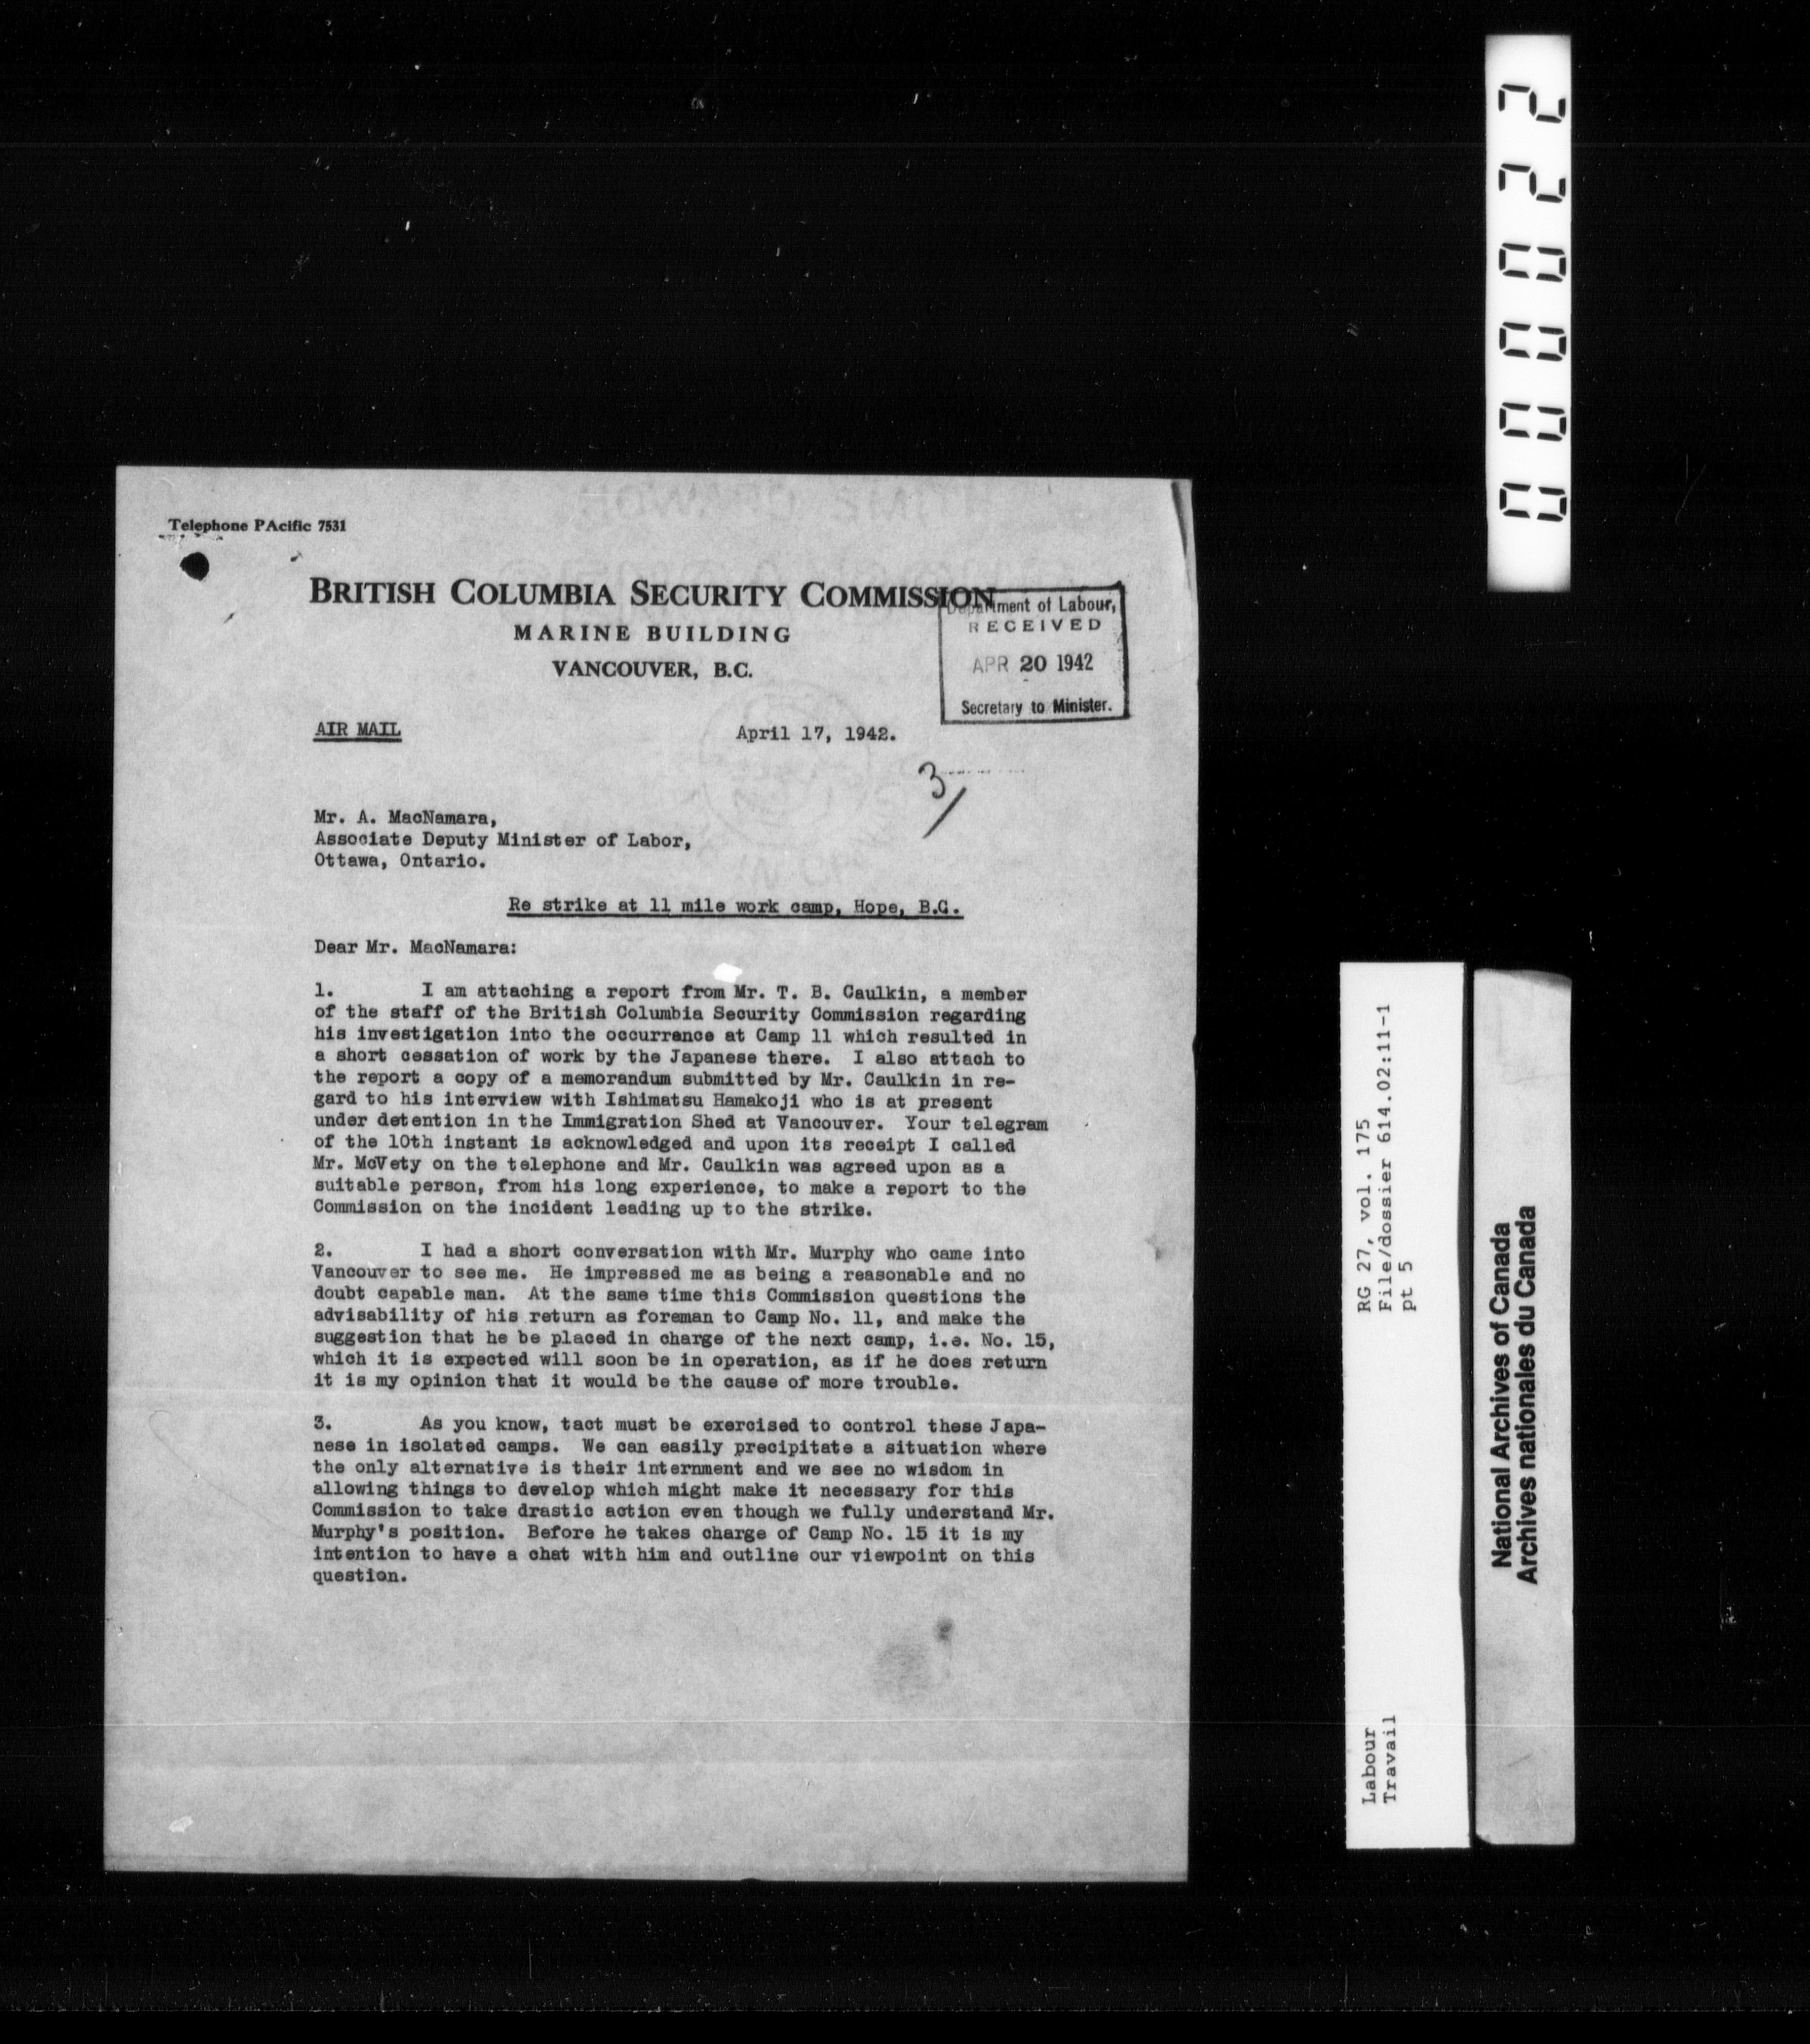 Telephone PAcific 7531
BRITISH COLUMBIA SECURITY COMMISSION
MARINE BUILDING
VANCOUVER, B.C.
Department of Labour,
RECEIVED
APR 20 1942
Secretary to Minister.
AIR MAIL
April 17, 1942.
3/
Mr. A. MacNamara,
Associate Deputy Minister of Labor,
Ottawa, Ontario.
Re strike at 11 mile work camp, Hope, B.C.
Dear Mr. MacNamara:
1. I am attaching a report from Mr. T. B. Caulkin, a member
of the staff of the British Columbia Security Commission regarding
his investigation into the occurrance at Camp 11 which resulted in
a short cessation of work by the Japanese there. I also attach to
the report a copy of a memorandum submitted by Mr. Caulkin in re-
gard to his interview with Ishimatsu Hamakoji who is at present
under detention in the Immigration Shed at Vancouver. Your telegram
of the 10th instant is acknowledged and upon its receipt I called
Mr. McVety on the telephone and Mr. Caulkin was agreed upon as a
suitable person, from his long experience, to make a report to the
Commission on the incident leading up to the strike.
2. I had a short conversation with Mr. Murphy who came into
Vancouver to see me. He impressed me as being a reasonable and no
doubt capable man. At the same time this Commission questions the
advisability of his return as foreman to Camp No. 11, and make the
suggestion that he be placed in charge of the next camp, i.e. No. 15,
which it is expected will soon be in operation, as if he does return
it is my opinion that it would be the cause of more trouble.
3. As you know, tact must be exercised to control these Japa-
nese in isolated camps. We can easily precipitate a situation where
the only alternative is their internment and we see no wisdom in
allowing things to develop which might make it necessary for this
Commission to take drastic action even though we fully understand Mr.
Murphy's position. Before he takes charge of Camp No. 15 it is my
intention to have a chat with him and outline our viewpoint on this
question.
000022
RG 27, vol. 175
File/dossier 614.02:11-1
pt 5
Labour
Travail
National Archives of Canada
Archives nationales du Canada